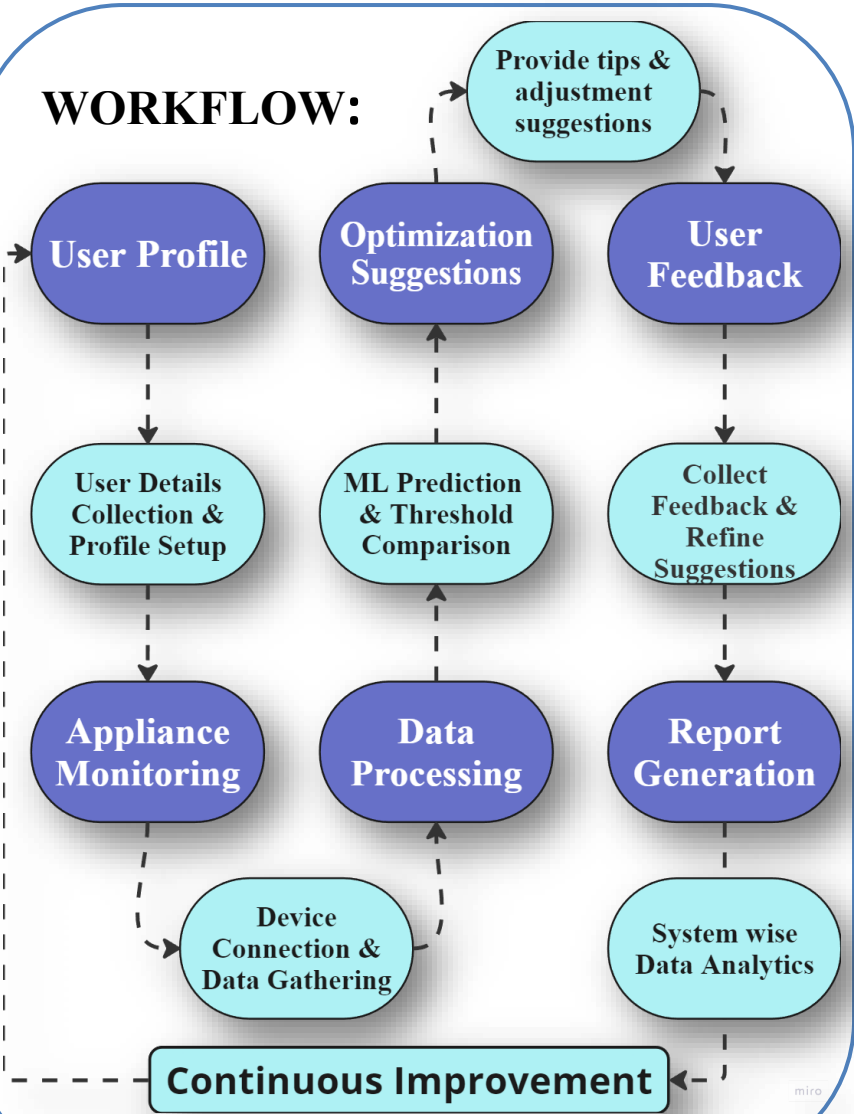 WORKFLOW:
User Profile
User Details
Collection &
Profile Setup
Appliance
Monitoring
Device
Connection &
Data Gathering
Data
Processing
ML Prediction
& Threshold
Comparison
Optimization
Suggestions
Provide tips &
adjustment
suggestions
User
Feedback
Collect
Feedback &
Refine
Suggestions
Report
Generation
System wise
Data Analytics
Continuous Improvement
miro